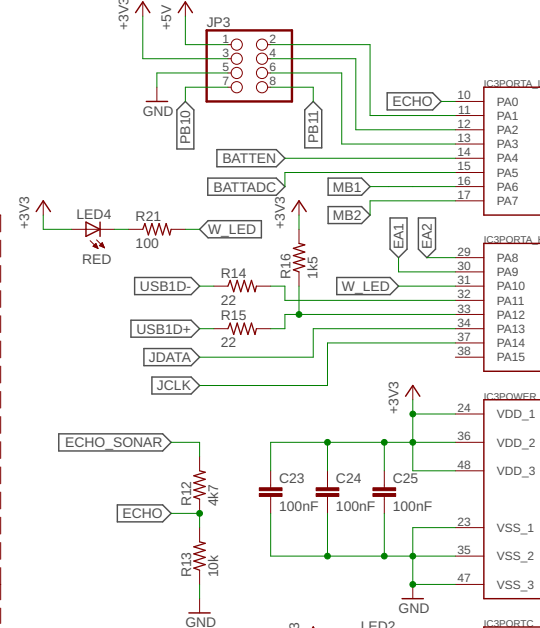 +3V3
+5V
JP3
1 2
3 4
5 6
7 8
GND
PB10
PB11
IC3PORTA_
ECHO 10 PA0
11 PA1
12 PA2
13 PA3
BATTEN 14 PA4
15 PA5
BATTADC
MB1 16 PA6
MB2 17 PA7
+3V3
LED4
RED
R21
100
W_LED
+3V3
R16
1k5
EA1
EA2
IC3PORTA_
29 PA8
30 PA9
W_LED 31 PA10
32 PA11
33 PA12
34 PA13
37 PA14
38 PA15
USB1D-
R14
22
USB1D+
R15
22
JDATA
JCLK
+3V3
IC3POWER
24 VDD_1
36 VDD_2
48 VDD_3
23 VSS_1
35 VSS_2
47 VSS_3
ECHO_SONAR
R12
4k7
ECHO
R13
10k
GND
C23
100nF
C24
100nF
C25
100nF
GND
LED2
IC3PORTC